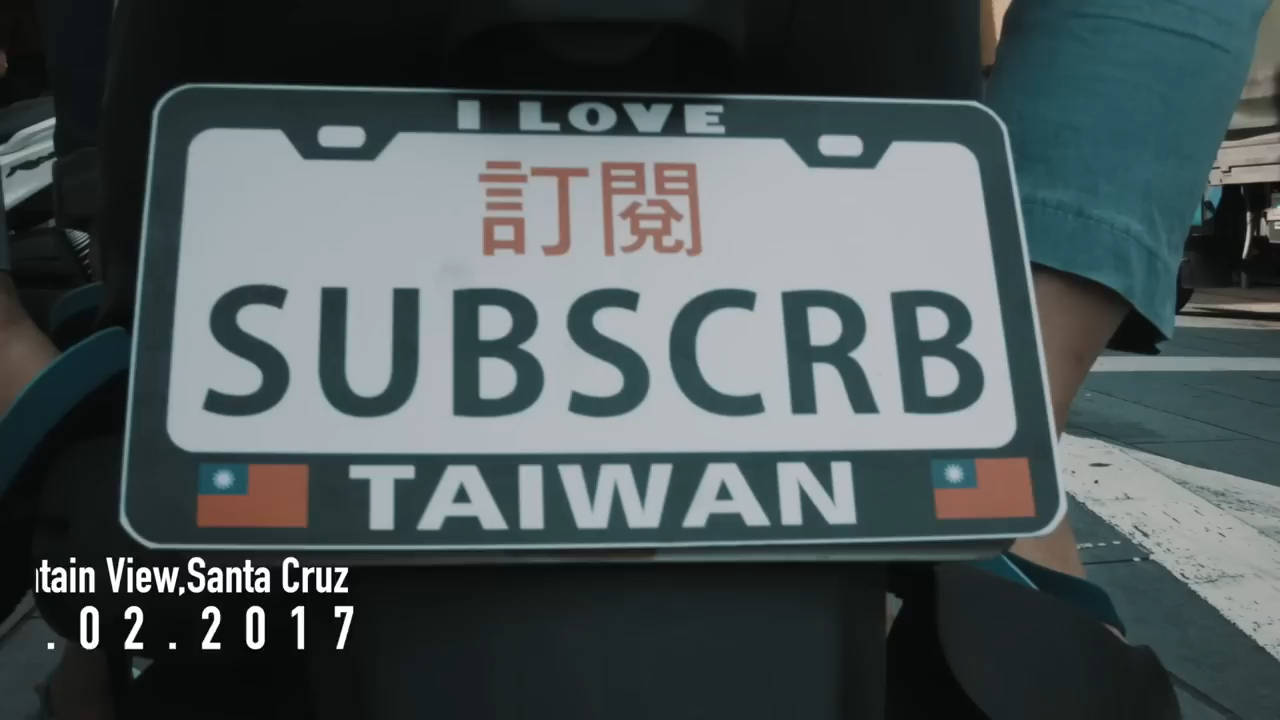 I LOVE
訂閱
SUBSCRB
TAIWAN
tain View,Santa Cruz
.02.2017